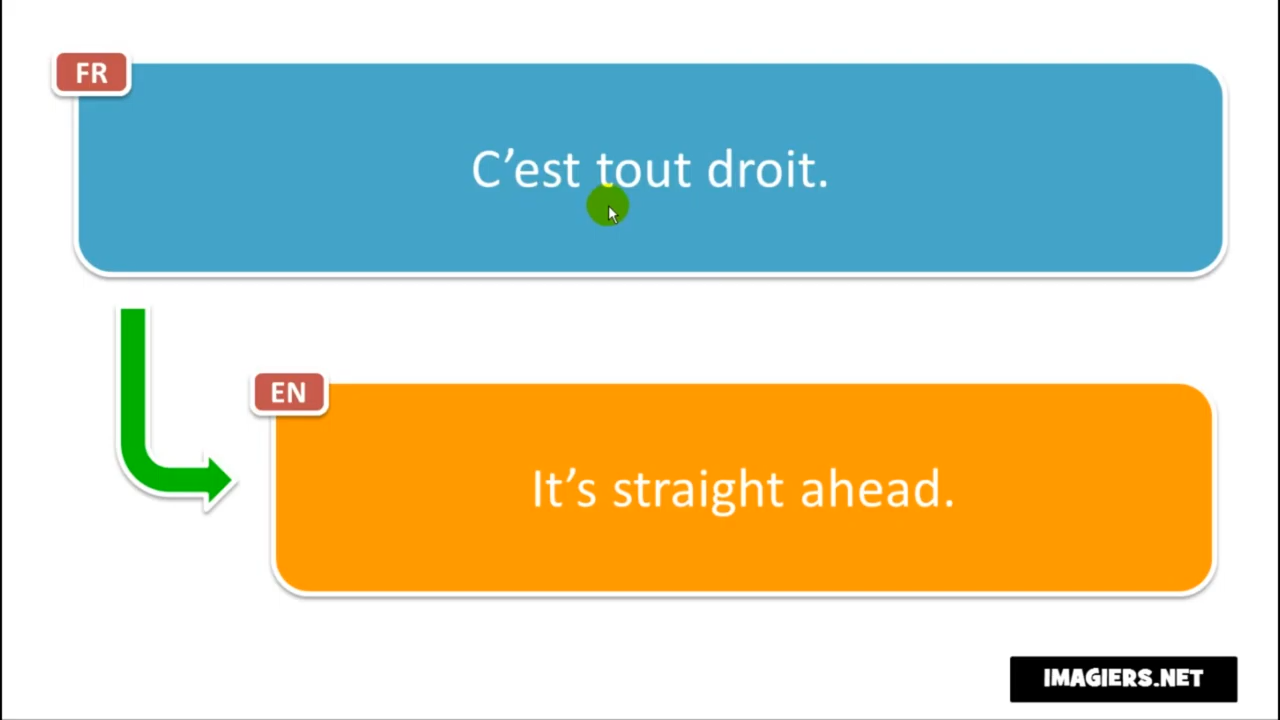 FR
C’est tout droit.
EN
It’s straight ahead.
IMAGIERS.NET